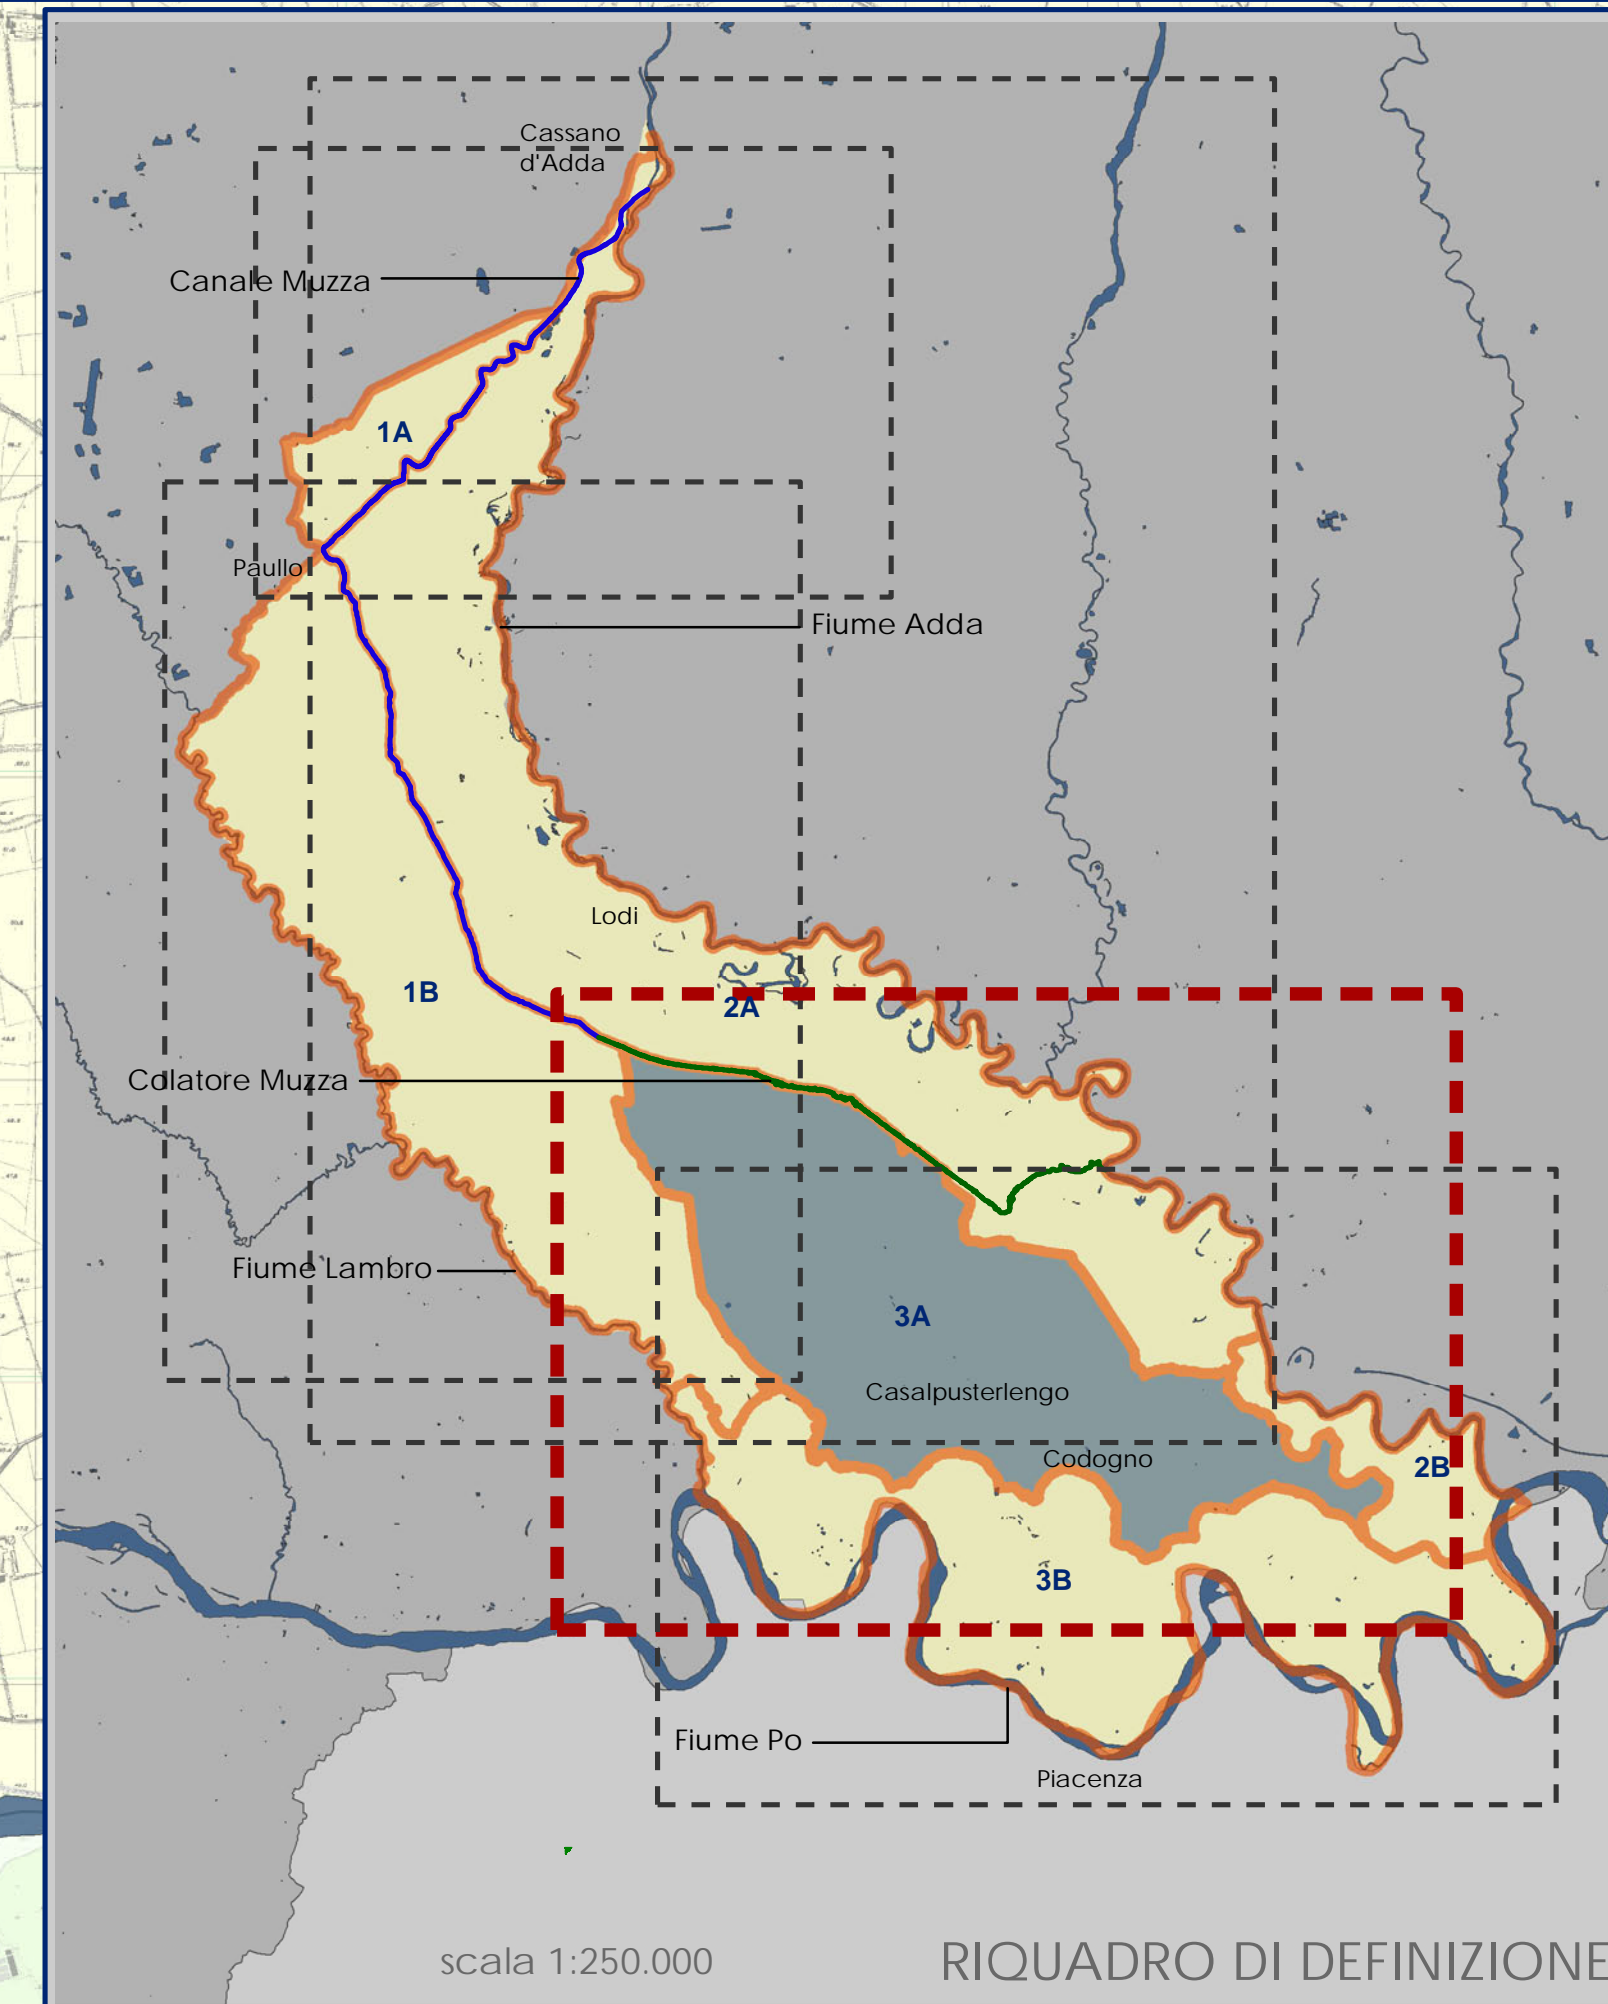 Cassano
d'Adda
Canale Muzza
1A
Paullo
Fiume Adda
Lodi
1B
2A
Colatore Muzza
Fiume Lambro
3A
Casalpusterlengo
Codogno
2B
3B
Fiume Po
Piacenza
scala 1:250.000
RIQUADRO DI DEFINIZIONE